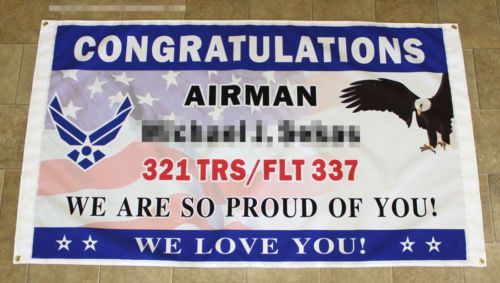 CONGRATULATIONS
AIRMAN
321 TRS/FLT 337
WE ARE SO PROUD OF YOU!
WE LOVE YOU!